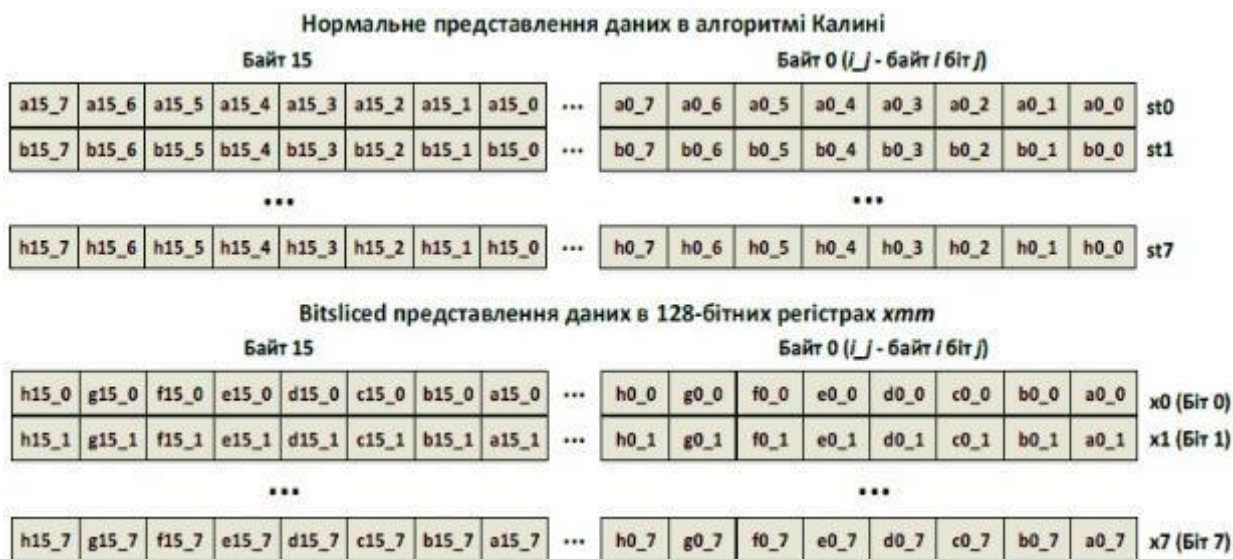 Нормальне представлення даних в алгоритмі Калині
Байт 15 Байт 0 (i_j - байт i біт j)
a15_7 a15_6 a15_5 a15_4 a15_3 a15_2 a15_1 a15_0 ... a0_7 a0_6 a0_5 a0_4 a0_3 a0_2 a0_1 a0_0 st0
b15_7 b15_6 b15_5 b15_4 b15_3 b15_2 b15_1 b15_0 ... b0_7 b0_6 b0_5 b0_4 b0_3 b0_2 b0_1 b0_0 st1
... ...
h15_7 h15_6 h15_5 h15_4 h15_3 h15_2 h15_1 h15_0 ... h0_7 h0_6 h0_5 h0_4 h0_3 h0_2 h0_1 h0_0 st7
Bitsliced представлення даних в 128-бітних регістрах xmm
Байт 15 Байт 0 (i_j - байт i біт j)
h15_0 g15_0 f15_0 e15_0 d15_0 c15_0 b15_0 a15_0 ... h0_0 g0_0 f0_0 e0_0 d0_0 c0_0 b0_0 a0_0 x0 (Біт 0)
h15_1 g15_1 f15_1 e15_1 d15_1 c15_1 b15_1 a15_1 ... h0_1 g0_1 f0_1 e0_1 d0_1 c0_1 b0_1 a0_1 x1 (Біт 1)
... ...
h15_7 g15_7 f15_7 e15_7 d15_7 c15_7 b15_7 a15_7 ... h0_7 g0_7 f0_7 e0_7 d0_7 c0_7 b0_7 a0_7 x7 (Біт 7)